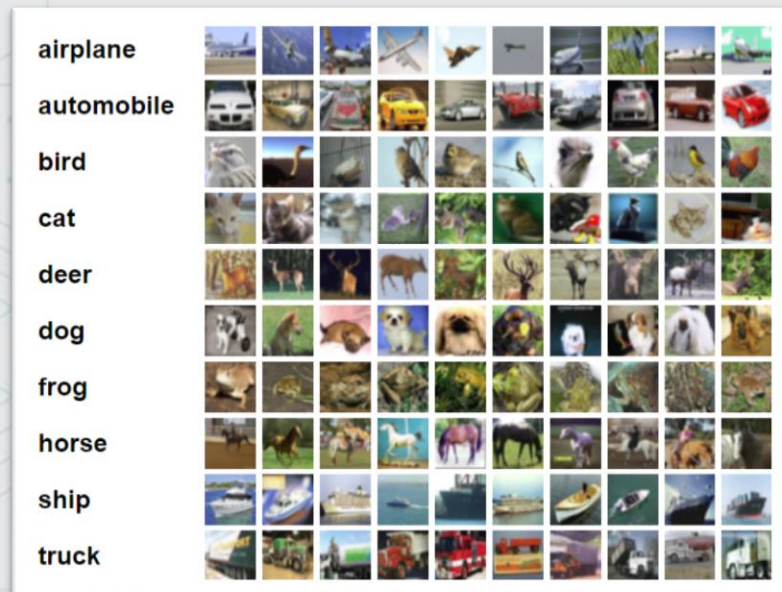 airplane
automobile
bird
cat
deer
dog
frog
horse
ship
truck